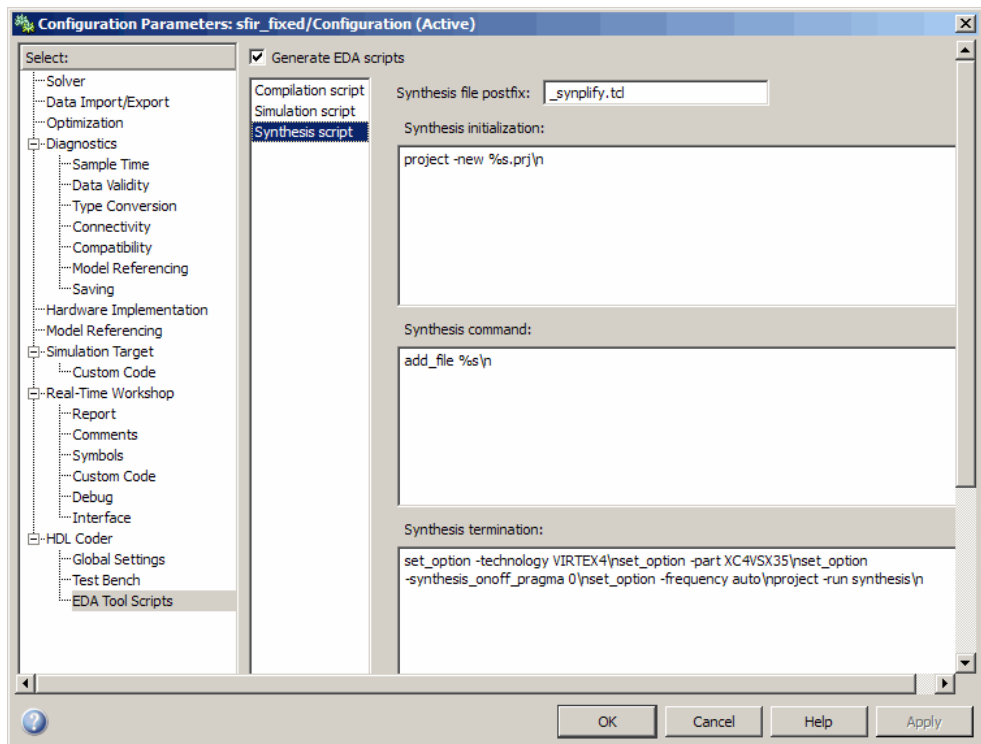 Configuration Parameters: sfir_fixed/Configuration (Active)
Select:
Solver
Data Import/Export
Optimization
Diagnostics
Sample Time
Data Validity
Type Conversion
Connectivity
Compatibility
Model Referencing
Saving
Hardware Implementation
Model Referencing
Simulation Target
Custom Code
Real-Time Workshop
Report
Comments
Symbols
Custom Code
Debug
Interface
HDL Coder
Global Settings
Test Bench
EDA Tool Scripts
Generate EDA scripts
Compilation script
Simulation script
Synthesis script
Synthesis file postfix: _synplify.tcl
Synthesis initialization:
project -new %s.prj\n
Synthesis command:
add_file %s\n
Synthesis termination:
set_option -technology VIRTEX4\nset_option -part XC4VSX35\nset_option
-synthesis_onoff_pragma 0\nset_option -frequency auto\nproject -run synthesis\n
OK Cancel Help Apply